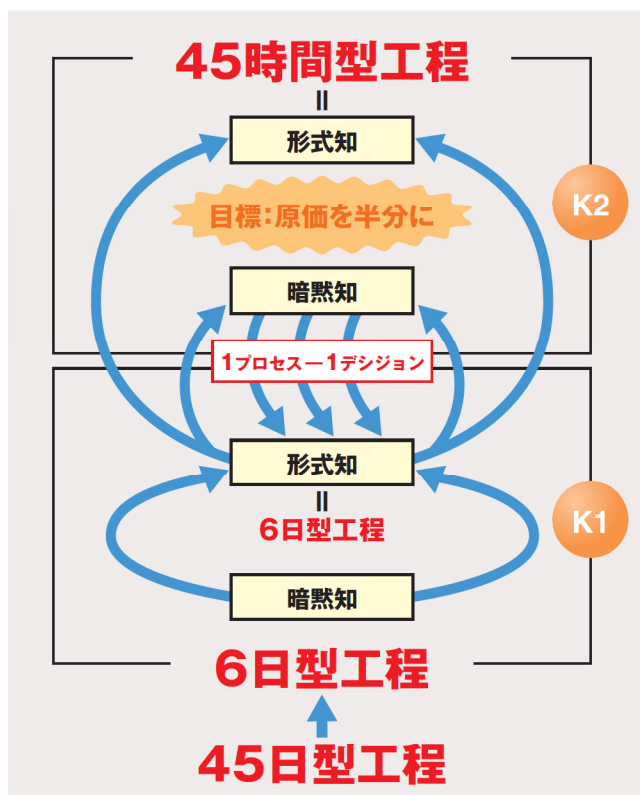 45時間型工程
=
形式知
目標:原価を半分に
K2
暗黙知
1プロセス―1デシジョン
形式知
=
6日型工程
K1
暗黙知
6日型工程
45日型工程